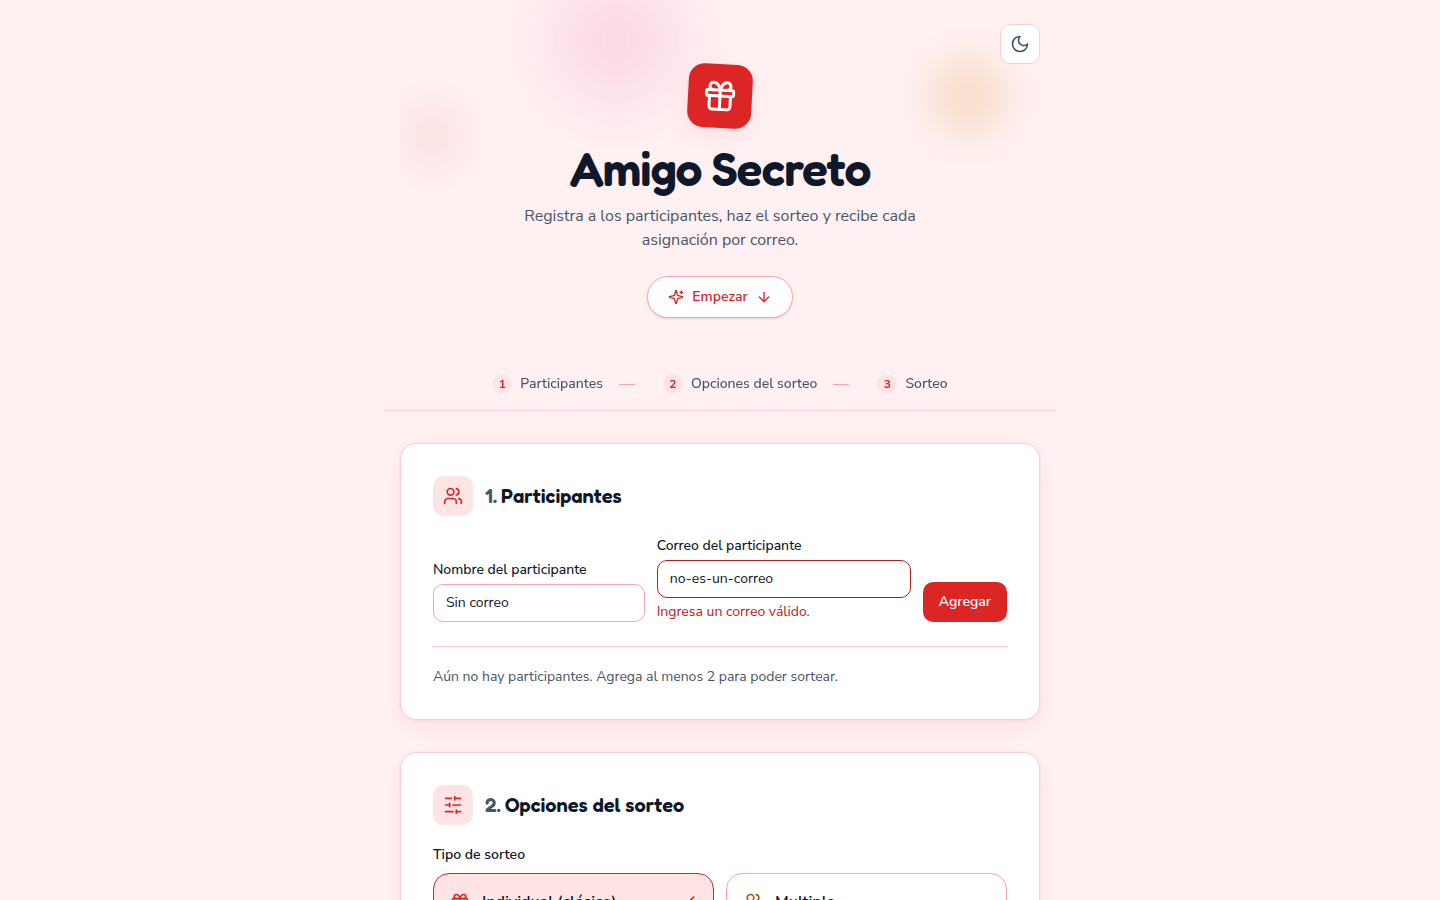 Amigo Secreto
Registra a los participantes, haz el sorteo y recibe cada
asignación por correo.
Empezar
1 Participantes
2 Opciones del sorteo
3 Sorteo
1. Participantes
Nombre del participante
Sin correo
Correo del participante
no-es-un-correo
Ingresa un correo válido.
Agregar
Aún no hay participantes. Agrega al menos 2 para poder sortear.
2. Opciones del sorteo
Tipo de sorteo
Individual (clásico)
Multiple